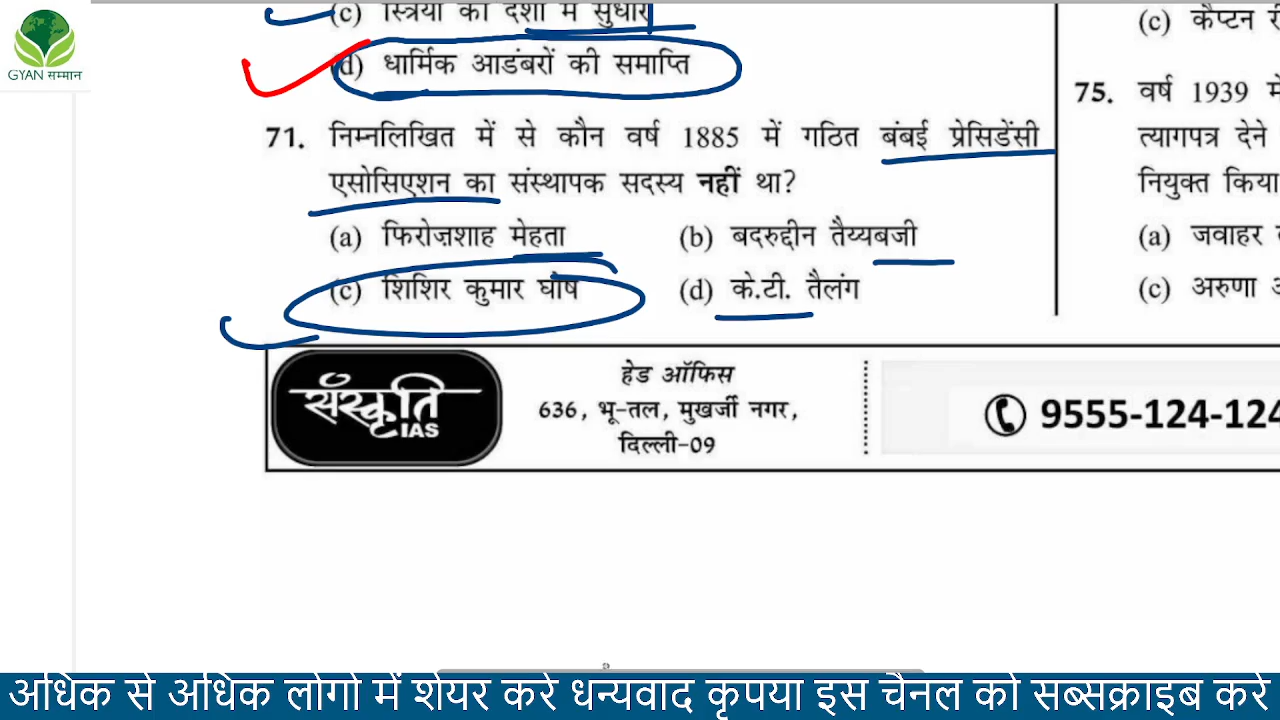 GYAN सम्मान
(c) स्त्रियों की दशा में सुधार
(d) धार्मिक आडंबरों की समाप्ति
71. निम्नलिखित में से कौन वर्ष 1885 में गठित बंबई प्रेसिडेंसी
एसोसिएशन का संस्थापक सदस्य नहीं था?
(a) फिरोज़शाह मेहता (b) बदरुद्दीन तैय्यबजी
(c) शिशिर कुमार घोष (d) के.टी. तैलंग
(c) कैप्टन
75. वर्ष 1939 में
त्यागपत्र देने
नियुक्त किया
(a) जवाहर
(c) अरुणा
संस्कृति
IAS
हेड ऑफिस
636, भू-तल, मुखर्जी नगर,
दिल्ली-09
9555-124-124
अधिक से अधिक लोगो में शेयर करे धन्यवाद कृपया इस चैनल को सब्सक्राइब करे